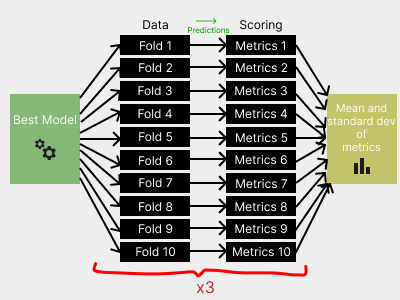 Data
Scoring
Predictions
Fold 1
Metrics 1
Fold 2
Metrics 2
Fold 3
Metrics 3
Fold 4
Metrics 4
Fold 5
Metrics 5
Fold 6
Metrics 6
Fold 7
Metrics 7
Fold 8
Metrics 8
Fold 9
Metrics 9
Fold 10
Metrics 10
Best Model
Mean and
standard dev
of
metrics
x3